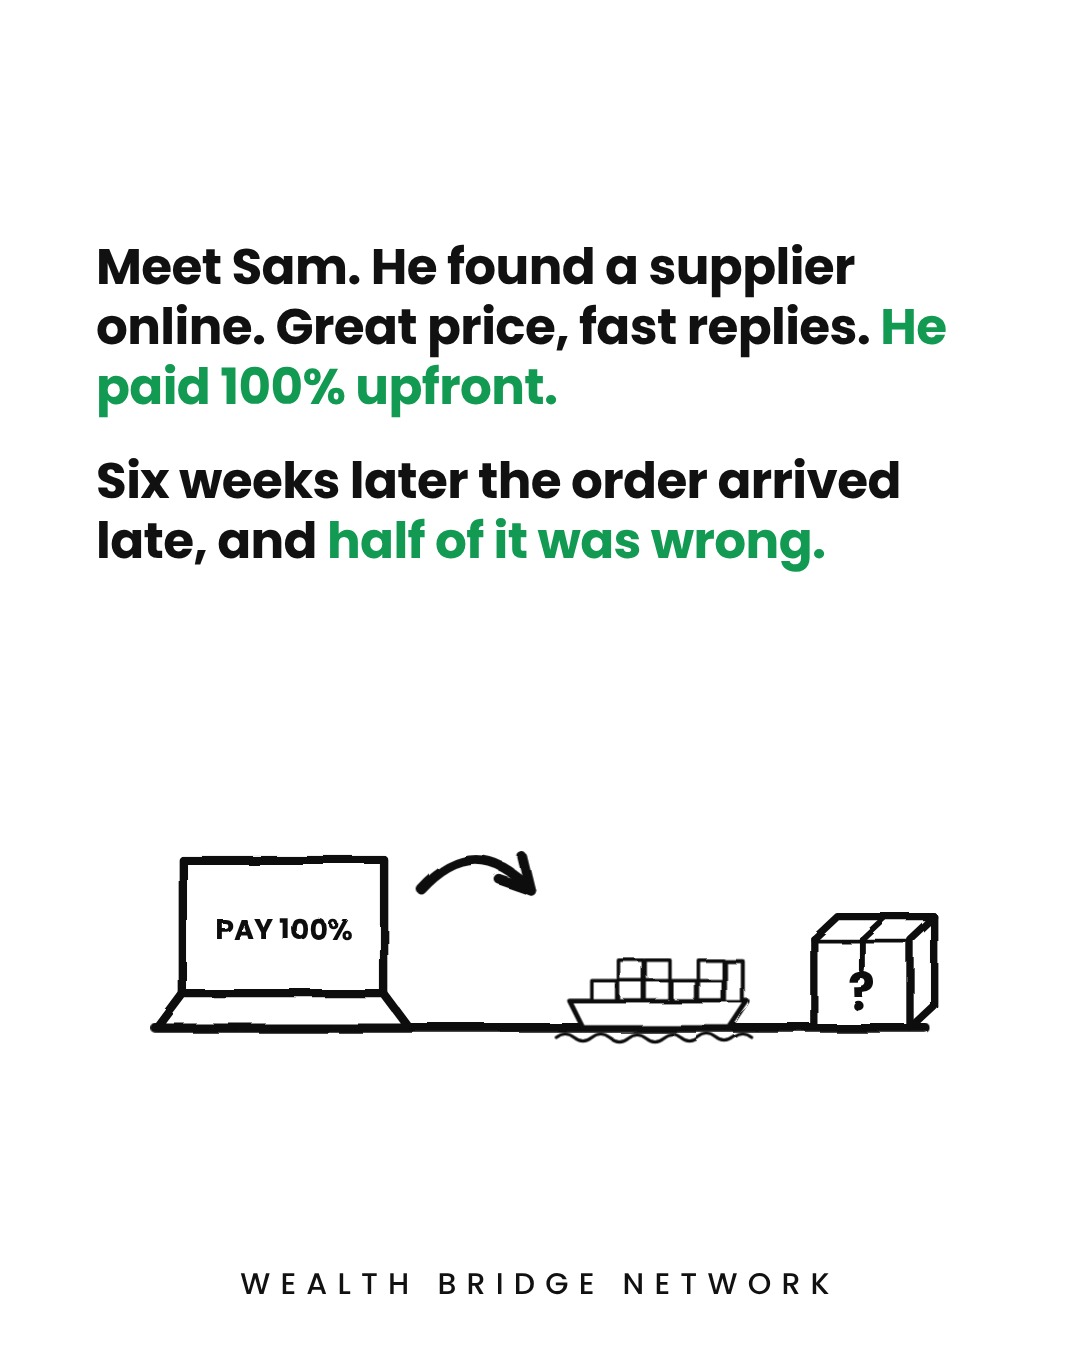 Meet Sam. He found a supplier
online. Great price, fast replies. He
paid 100% upfront.
Six weeks later the order arrived
late, and half of it was wrong.
PAY 100%
?
WEALTH BRIDGE NETWORK